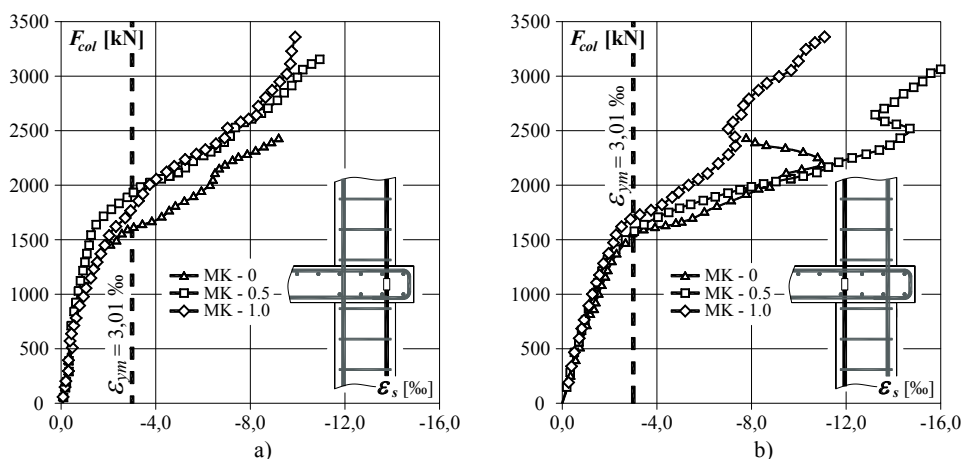 F_col [kN]
3500
3000
2500
2000
1500
1000
500
0
ε_ym = 3,01 ‰
MK - 0
MK - 0.5
MK - 1.0
ε_s [‰]
0,0 -4,0 -8,0 -12,0 -16,0
a)
F_col [kN]
3500
3000
2500
2000
1500
1000
500
0
ε_ym = 3,01 ‰
MK - 0
MK - 0.5
MK - 1.0
ε_s [‰]
0,0 -4,0 -8,0 -12,0 -16,0
b)